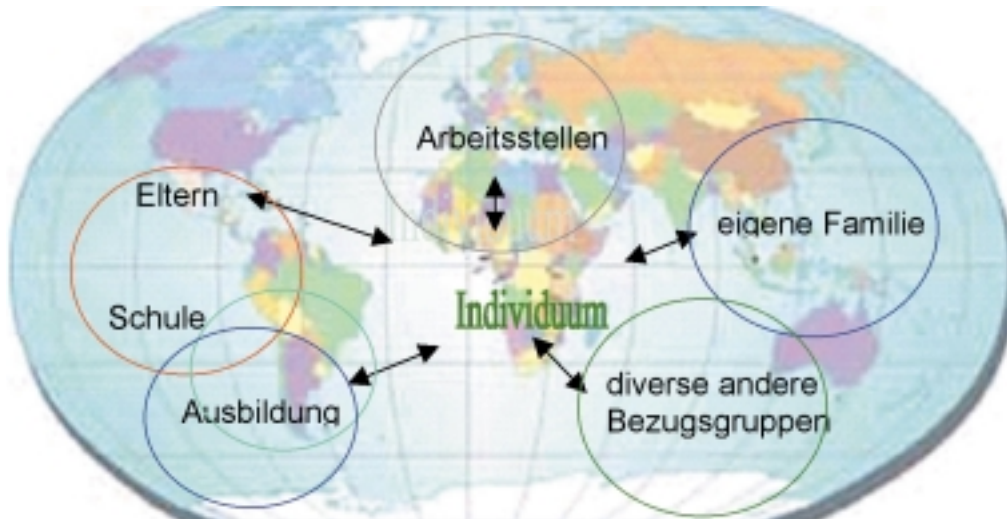 Arbeitsstellen
Eltern
eigene Familie
Individuum
Schule
diverse andere
Bezugsgruppen
Ausbildung